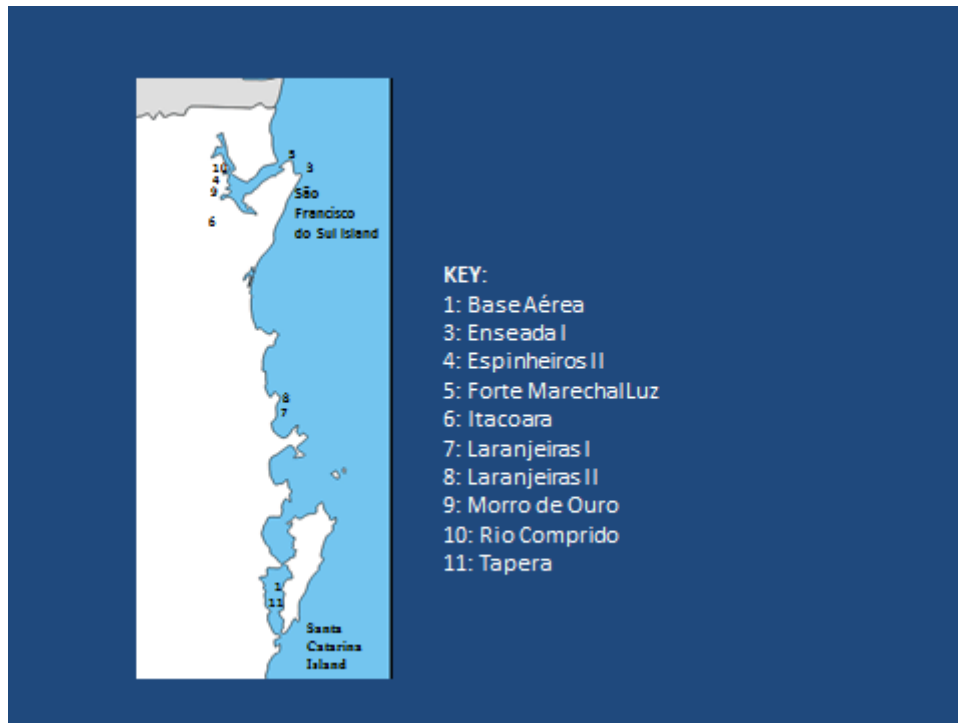 5
10
3
4
9
São
Francisco
do Sul Island
6
8
7
1
11
Santa
Catarina
Island
KEY:
1: Base Aérea
3: Enseada I
4: Espinheiros II
5: Forte Marechal Luz
6: Itacoara
7: Laranjeiras I
8: Laranjeiras II
9: Morro de Ouro
10: Rio Comprido
11: Tapera